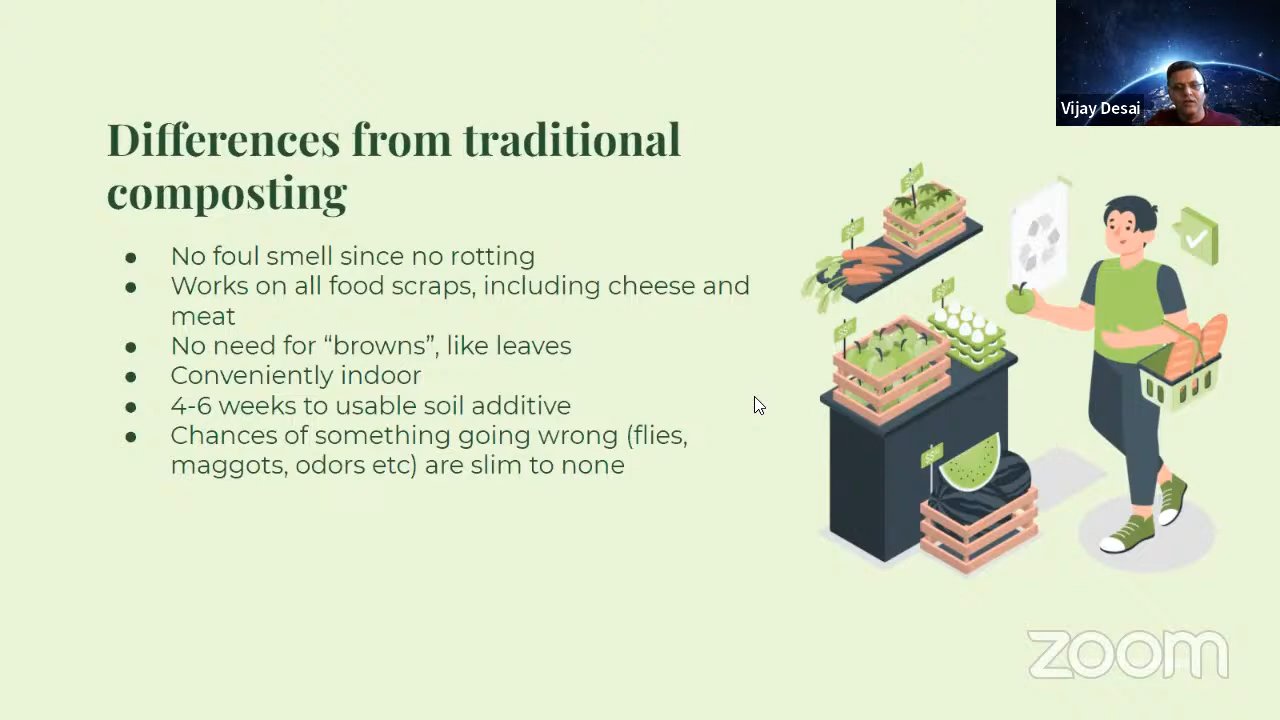 Vijay Desai
Differences from traditional
composting
● No foul smell since no rotting
● Works on all food scraps, including cheese and
meat
● No need for “browns”, like leaves
● Conveniently indoor
● 4-6 weeks to usable soil additive
● Chances of something going wrong (flies,
maggots, odors etc) are slim to none
zoom